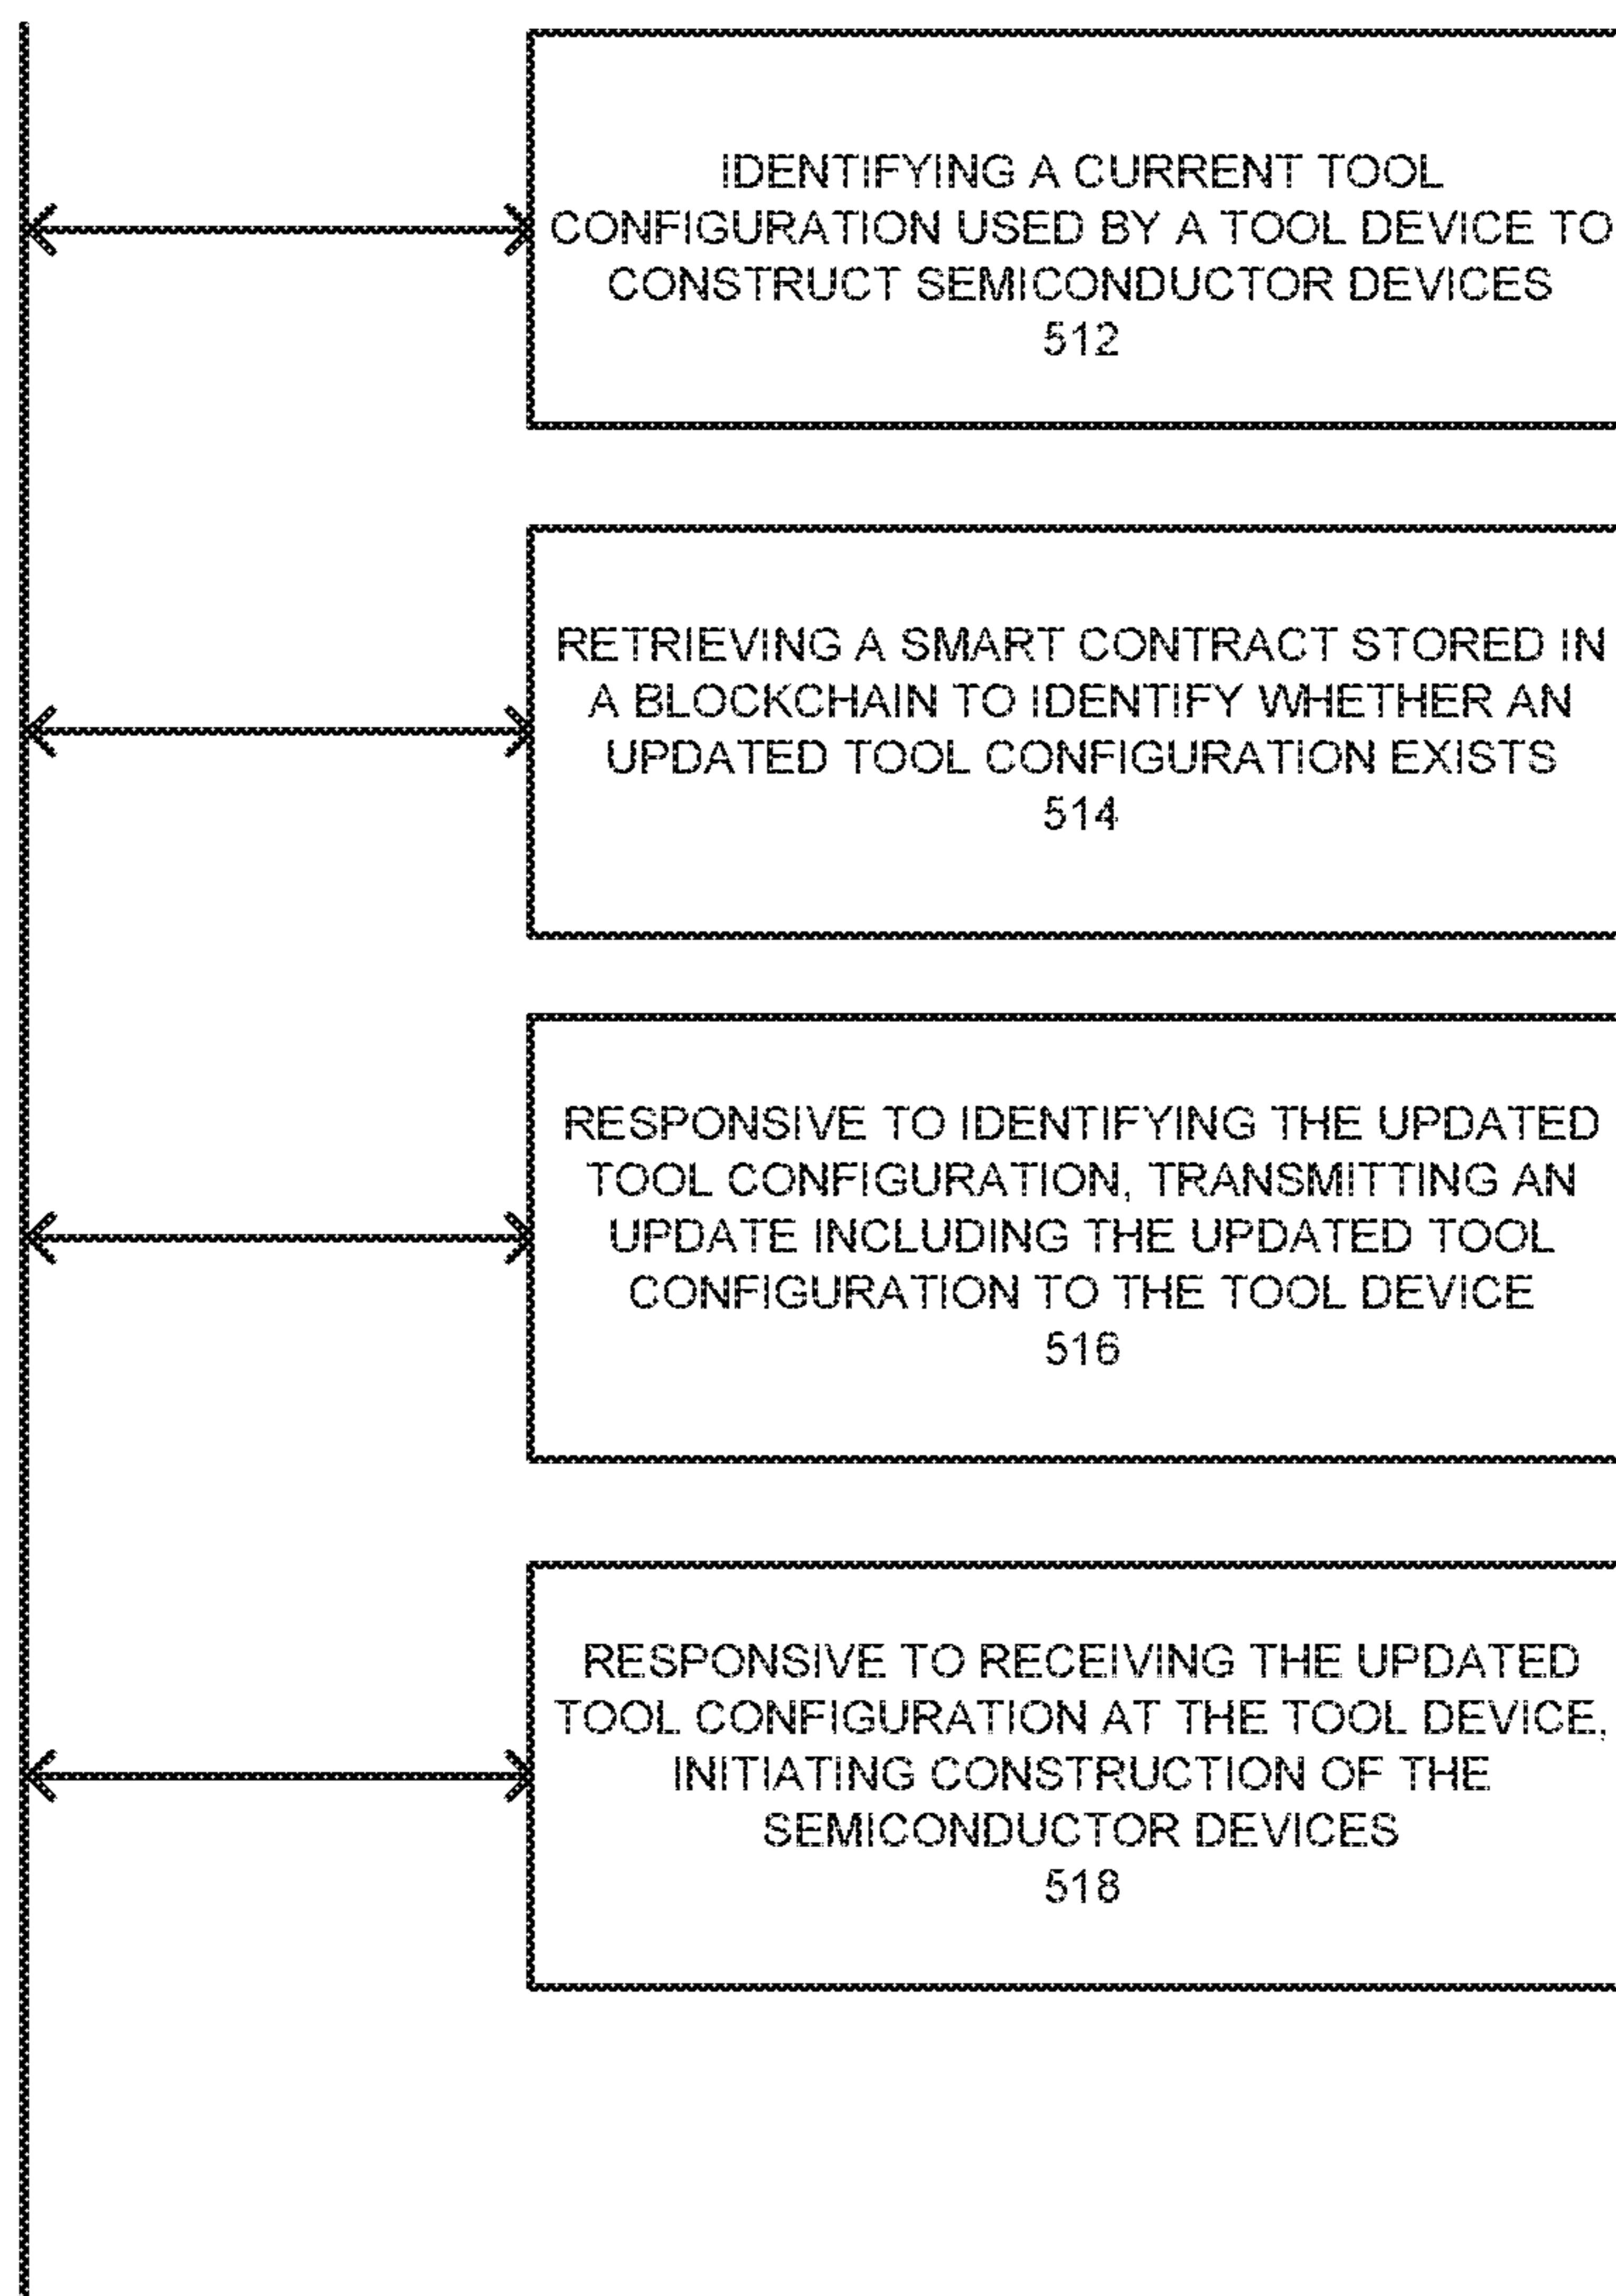 IDENTIFYING A CURRENT TOOL
CONFIGURATION USED BY A TOOL DEVICE TO
CONSTRUCT SEMICONDUCTOR DEVICES
512
RETRIEVING A SMART CONTRACT STORED IN
A BLOCKCHAIN TO IDENTIFY WHETHER AN
UPDATED TOOL CONFIGURATION EXISTS
514
RESPONSIVE TO IDENTIFYING THE UPDATED
TOOL CONFIGURATION, TRANSMITTING AN
UPDATE INCLUDING THE UPDATED TOOL
CONFIGURATION TO THE TOOL DEVICE
516
RESPONSIVE TO RECEIVING THE UPDATED
TOOL CONFIGURATION AT THE TOOL DEVICE,
INITIATING CONSTRUCTION OF THE
SEMICONDUCTOR DEVICES
518